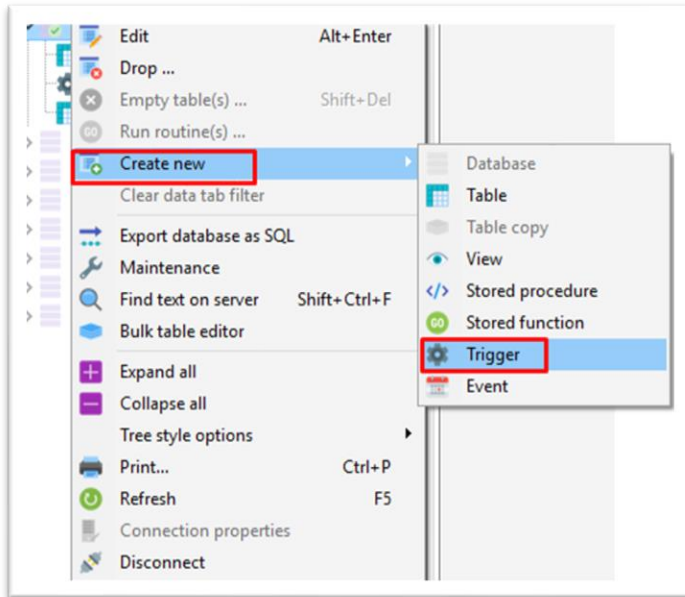 Edit Alt+Enter
Drop ...
Empty table(s) ... Shift+Del
GO Run routine(s) ...
Create new
Clear data tab filter
Export database as SQL
Maintenance
Find text on server Shift+Ctrl+F
Bulk table editor
Expand all
Collapse all
Tree style options
Print... Ctrl+P
Refresh F5
Connection properties
Disconnect
Database
Table
Table copy
View
Stored procedure
GO Stored function
Trigger
Event